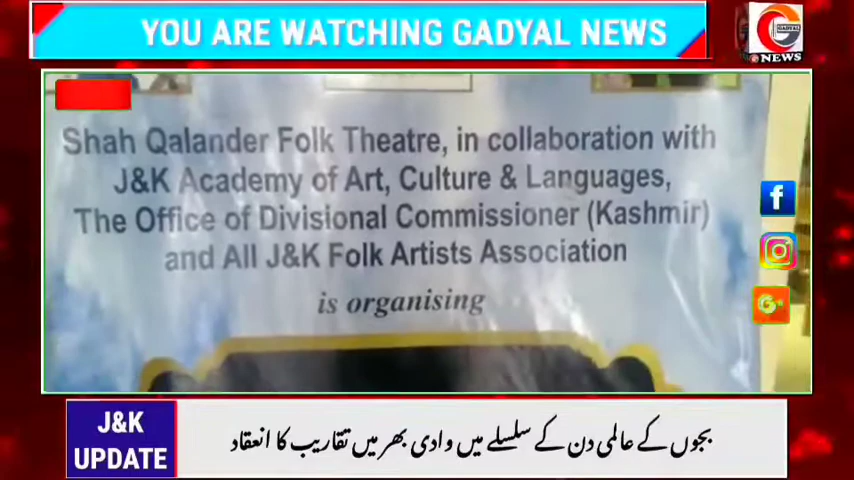 YOU ARE WATCHING GADYAL NEWS
GADYAL
NEWS
Shah Qalander Folk Theatre, in collaboration with
J&K Academy of Art, Culture & Languages,
The Office of Divisional Commissioner (Kashmir)
and All J&K Folk Artists Association
is organising
J&K
UPDATE
بچوں کے عالمی دن کے سلسلے میں وادی بھر میں تقاریب کا انعقاد